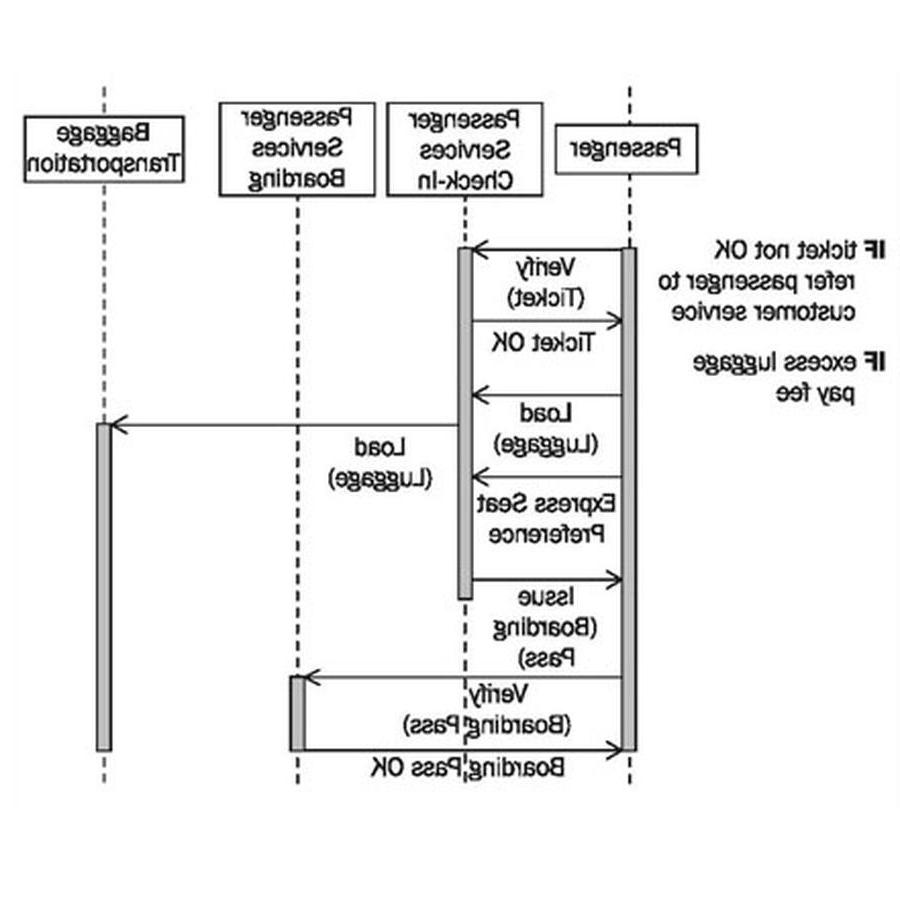 Passenger
Passenger
Services
Check-In
Passenger
Services
Boarding
Baggage
Transportation
IF ticket not OK
refer passenger to
customer service
IF excess luggage
pay fee
Verify
(Ticket)
Ticket OK
Load
(Luggage)
Load
(Luggage)
Express Seat
Preference
Issue
(Boarding
Pass)
Verify
(Boarding Pass)
Boarding Pass OK